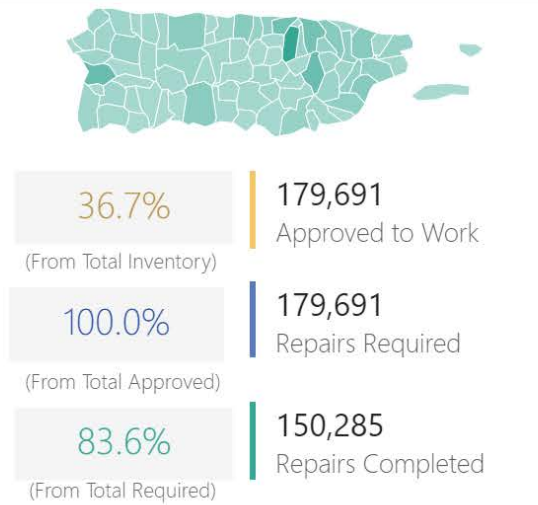 36.7%
179,691
Approved to Work
(From Total Inventory)
100.0%
179,691
Repairs Required
(From Total Approved)
83.6%
150,285
Repairs Completed
(From Total Required)